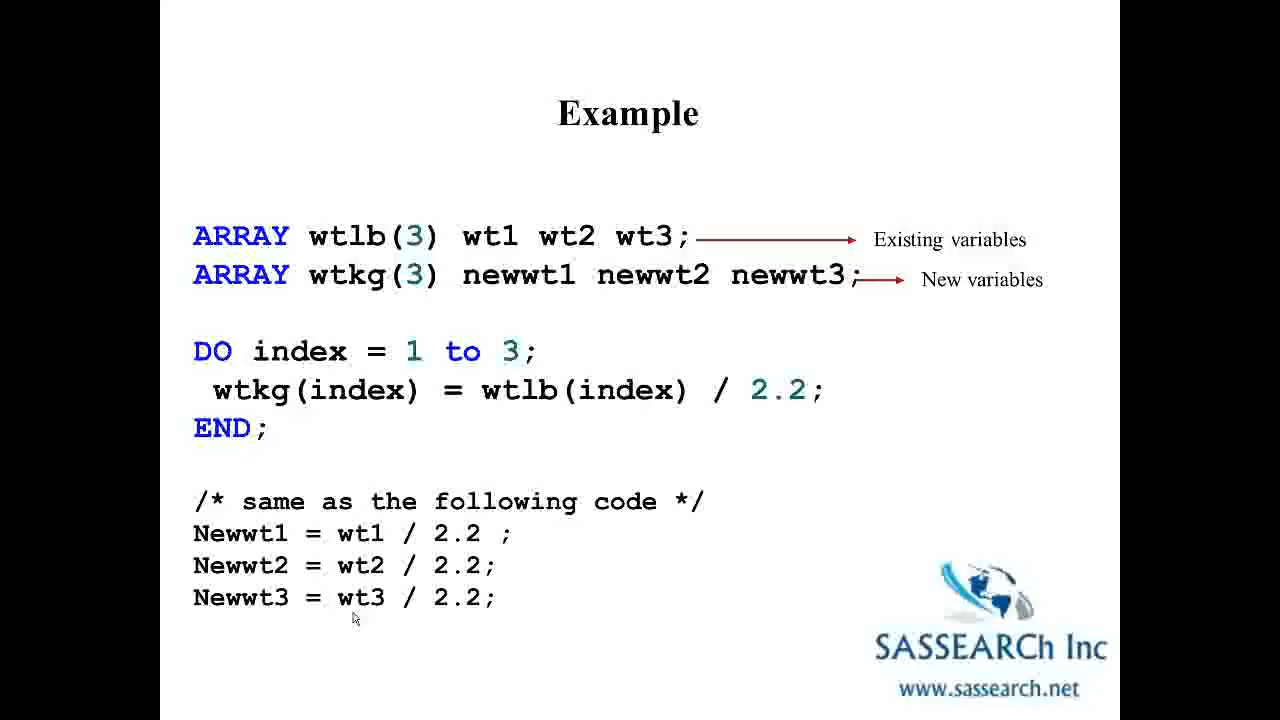 Example
ARRAY wtlb(3) wt1 wt2 wt3; Existing variables
ARRAY wtkg(3) newwt1 newwt2 newwt3; New variables
DO index = 1 to 3;
wtkg(index) = wtlb(index) / 2.2;
END;
/* same as the following code */
Newwt1 = wt1 / 2.2 ;
Newwt2 = wt2 / 2.2;
Newwt3 = wt3 / 2.2;
SASSEARCh Inc
www.sassearch.net